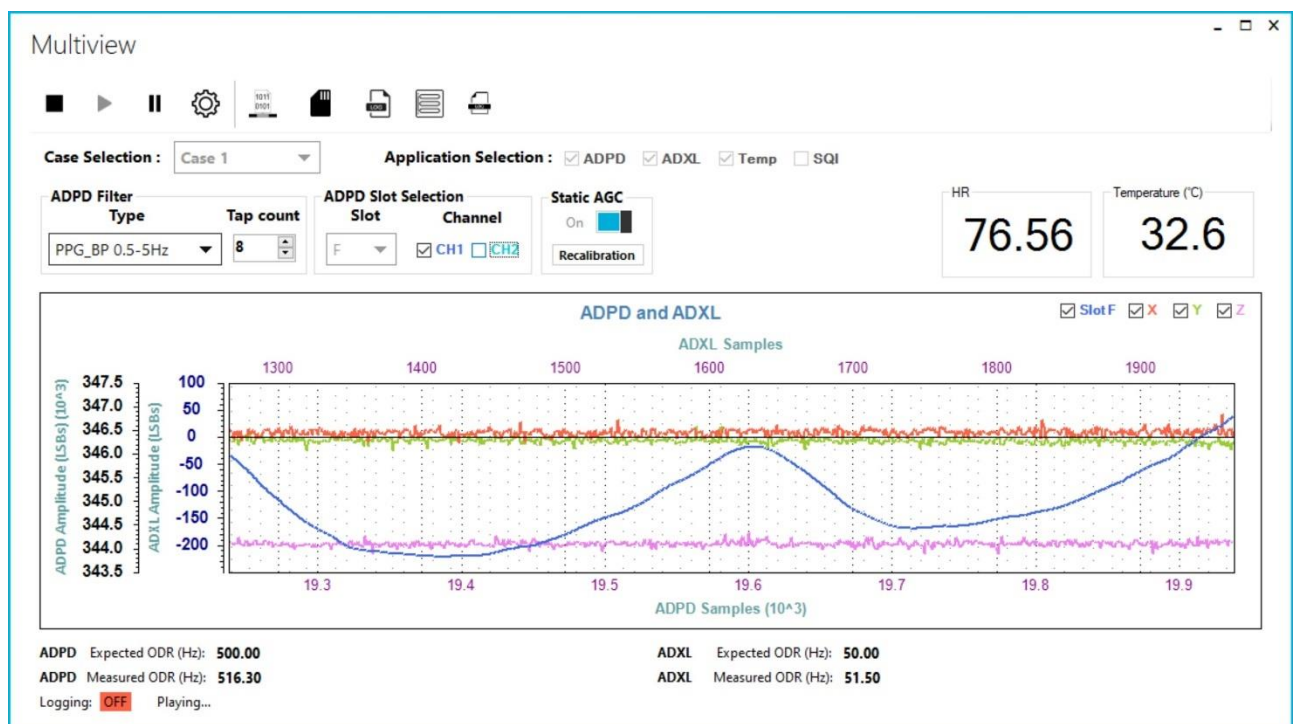 Multiview
1011
0101
LOG
Case Selection : Case 1 Application Selection : ADPD ADXL Temp SQI
ADPD Filter ADPD Slot Selection Static AGC HR Temperature (°C)
Type Tap count Slot Channel On 76.56 32.6
PPG_BP 0.5-5Hz 8 F CH1 CH2 Recalibration
ADPD and ADXL Slot F X Y Z
ADXL Samples
1300 1400 1500 1600 1700 1800 1900
ADPD Amplitude (LSBs) (10^3)
347.5
347.0
346.5
346.0
345.5
345.0
344.5
344.0
343.5
ADXL Amplitude (LSBs)
100
50
0
-50
-100
-150
-200
19.3 19.4 19.5 19.6 19.7 19.8 19.9
ADPD Samples (10^3)
ADPD Expected ODR (Hz): 500.00 ADXL Expected ODR (Hz): 50.00
ADPD Measured ODR (Hz): 516.30 ADXL Measured ODR (Hz): 51.50
Logging: OFF Playing...